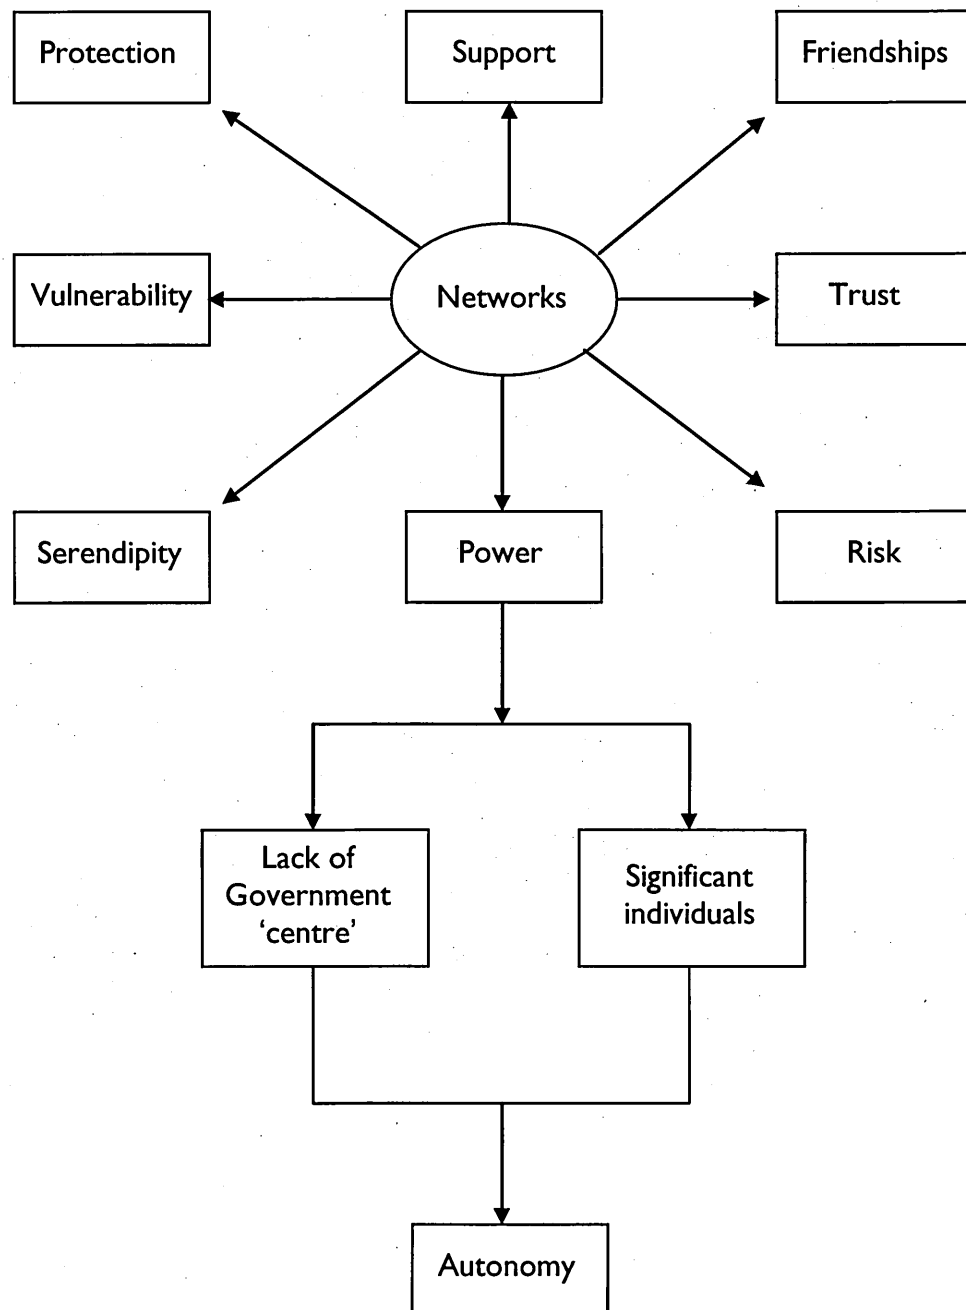 Protection
Support
Friendships
Vulnerability
Networks
Trust
Serendipity
Power
Risk
Lack of
Government
‘centre’
Significant
individuals
Autonomy